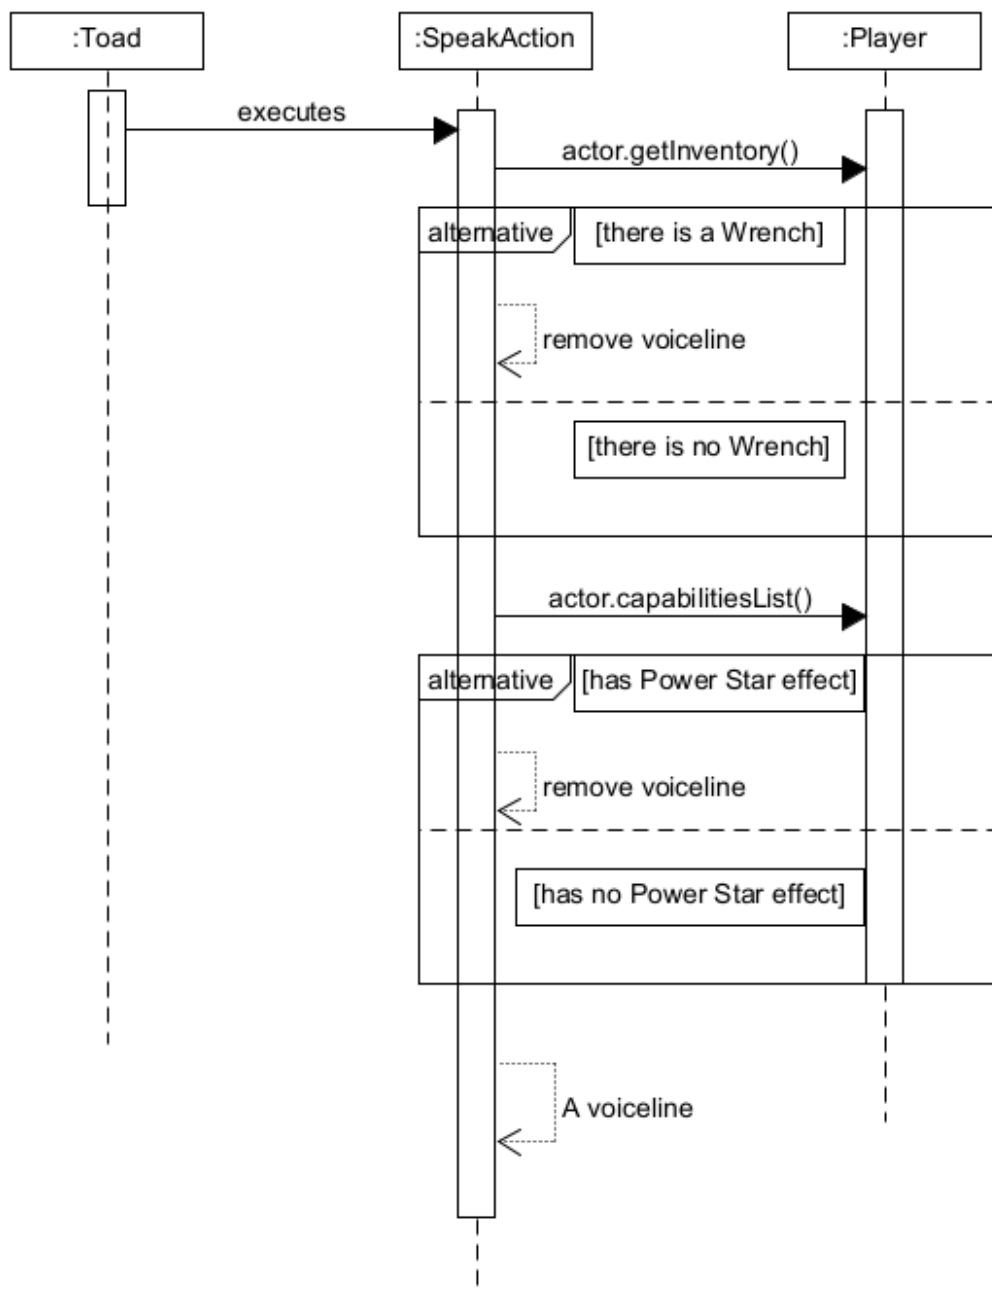 :Toad
:SpeakAction
:Player
executes
actor.getInventory()
alternative
[there is a Wrench]
remove voiceline
[there is no Wrench]
actor.capabilitiesList()
alternative
[has Power Star effect]
remove voiceline
[has no Power Star effect]
A voiceline